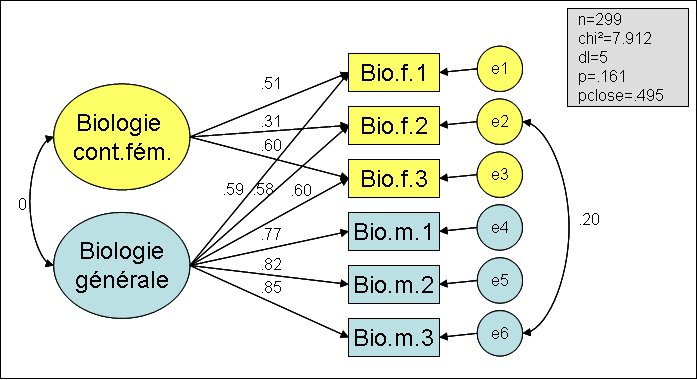 n=299
chi²=7.912
dl=5
p=.161
pclose=.495
Biologie
cont.fém.
Biologie
générale
0
.51
.31
.60
.59
.58
.60
.77
.82
.85
Bio.f.1
Bio.f.2
Bio.f.3
Bio.m.1
Bio.m.2
Bio.m.3
e1
e2
e3
e4
e5
e6
.20